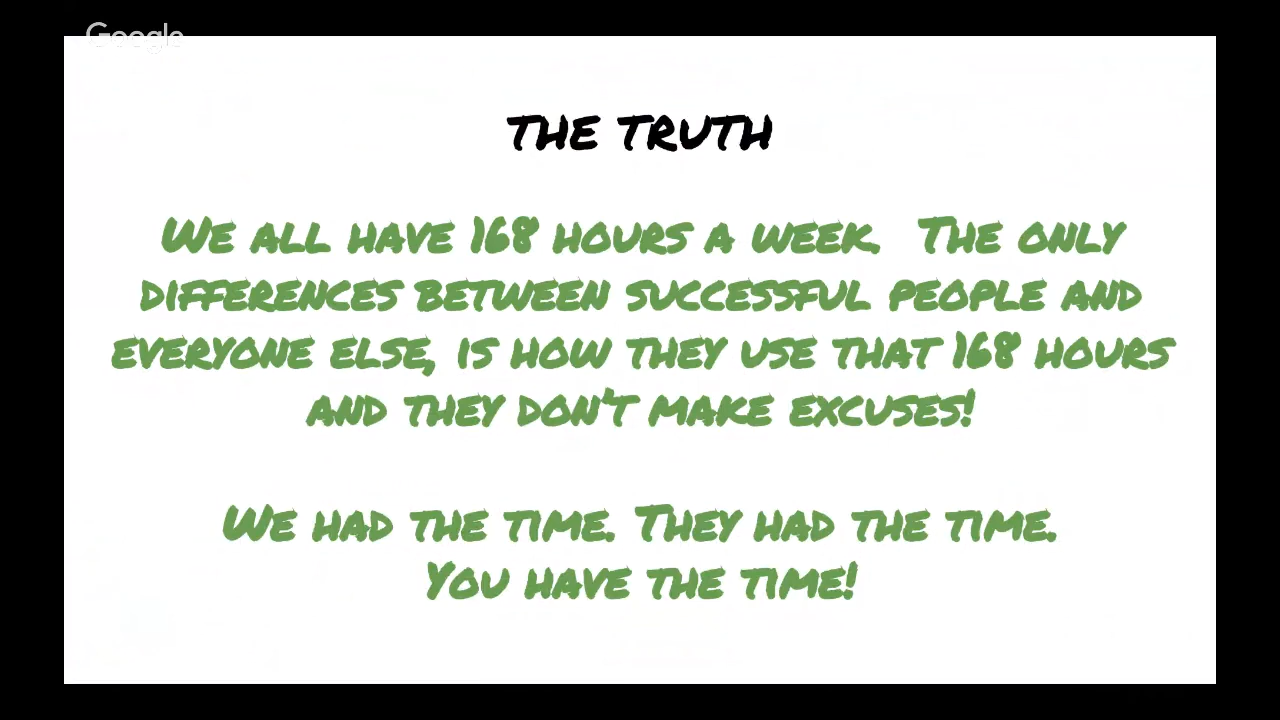 Google
THE TRUTH
WE ALL HAVE 168 HOURS A WEEK. THE ONLY
DIFFERENCES BETWEEN SUCCESSFUL PEOPLE AND
EVERYONE ELSE, IS HOW THEY USE THAT 168 HOURS
AND THEY DON'T MAKE EXCUSES!
WE HAD THE TIME. THEY HAD THE TIME.
YOU HAVE THE TIME!